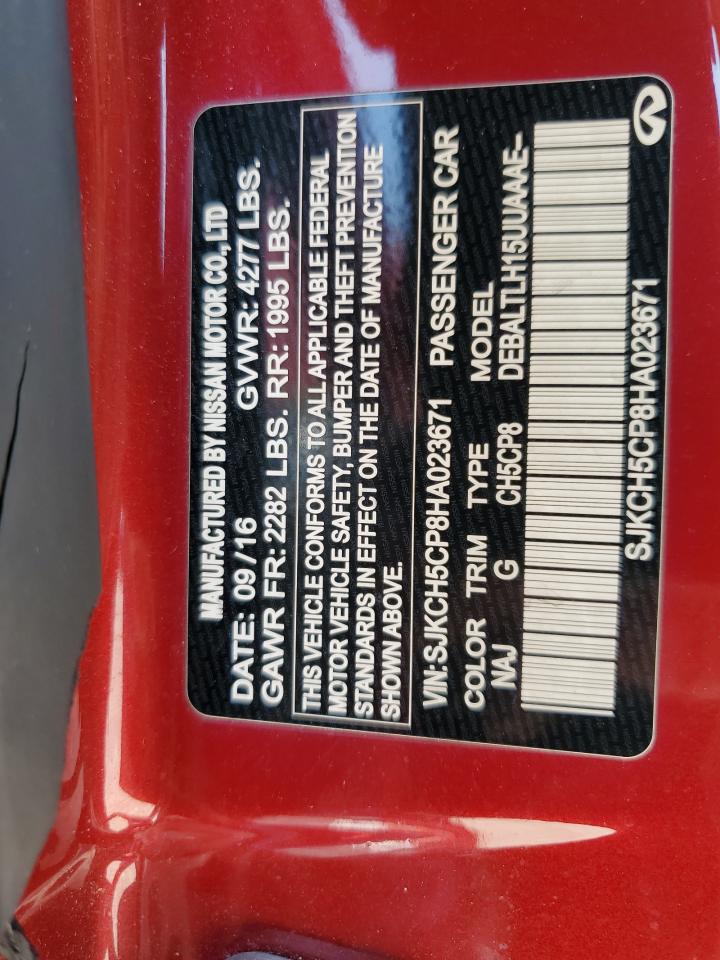 MANUFACTURED BY NISSAN MOTOR CO.,LTD
DATE: 09/16 GVWR: 4277 LBS.
GAWR FR: 2282 LBS. RR: 1995 LBS.
THIS VEHICLE CONFORMS TO ALL APPLICABLE FEDERAL
MOTOR VEHICLE SAFETY, BUMPER AND THEFT PREVENTION
STANDARDS IN EFFECT ON THE DATE OF MANUFACTURE
SHOWN ABOVE.
VIN:SJKCH5CP8HA023671 PASSENGER CAR
COLOR TRIM TYPE MODEL
NAJ G CH5CP8 DEBALTLH15UUAAAE-
SJKCH5CP8HA023671